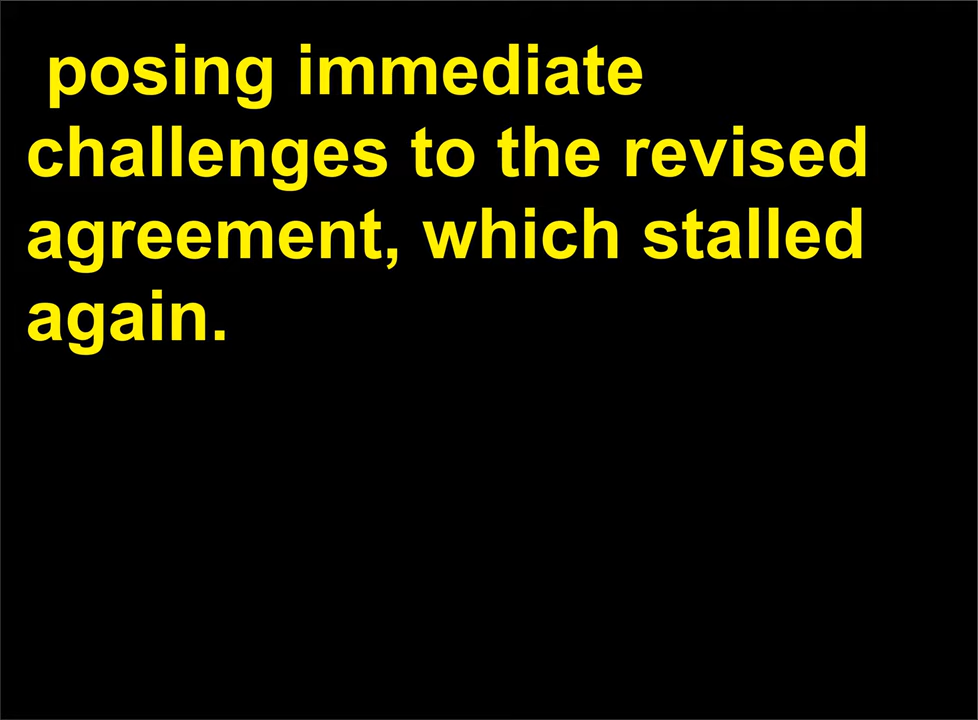 posing immediate
challenges to the revised
agreement, which stalled
again.